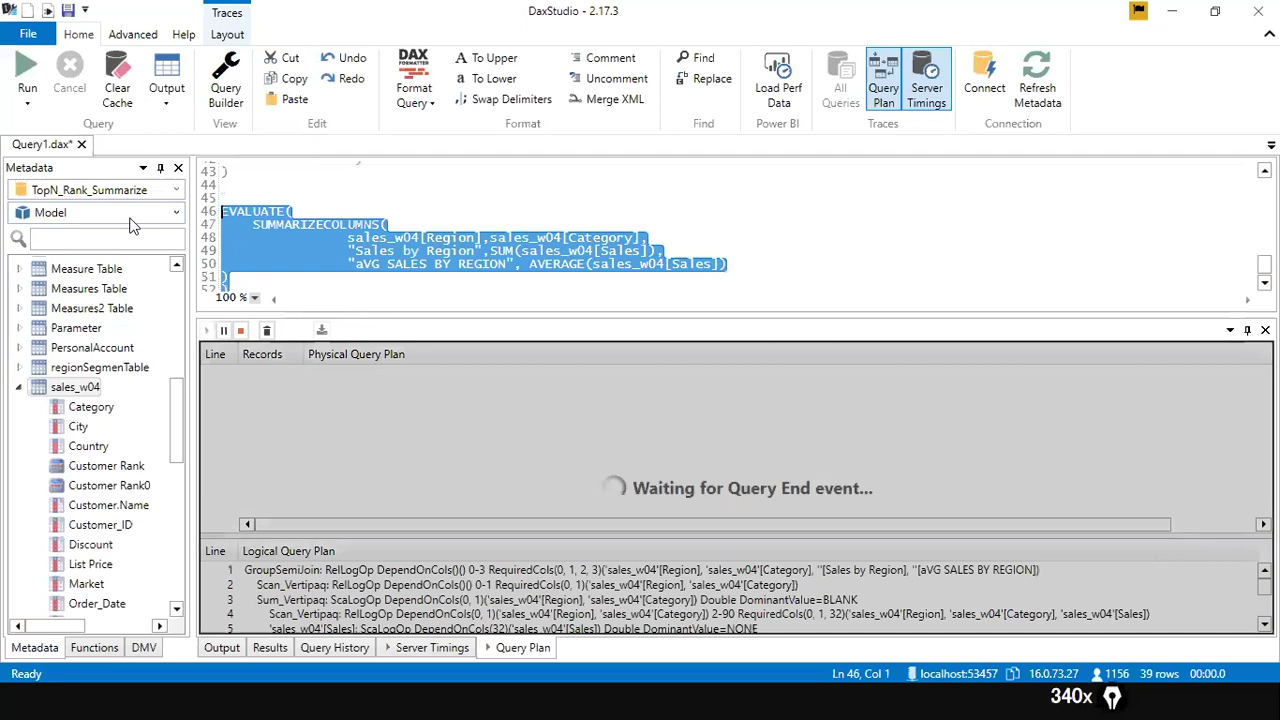 DaxStudio - 2.17.3
Traces
File
Home
Advanced
Help
Layout
Run
Cancel
Clear Cache
Output
Query
Query Builder
View
Cut
Copy
Paste
Undo
Redo
Edit
DAX
FORMATTER
Format Query
To Upper
To Lower
Swap Delimiters
Comment
Uncomment
Merge XML
Format
Find
Replace
Find
Load Perf Data
Power BI
All Queries
Query Plan
Server Timings
Traces
Connect
Refresh Metadata
Connection
Query1.dax*
Metadata
TopN_Rank_Summarize
Model
Measure Table
Measures Table
Measures2 Table
Parameter
PersonalAccount
regionSegmenTable
sales_w04
Category
City
Country
Customer Rank
Customer Rank0
Customer.Name
Customer_ID
Discount
List Price
Market
Order_Date
43 )
44
45
46 EVALUATE(
47 SUMMARIZECOLUMNS(
48 sales_w04[Region],sales_w04[Category],
49 "Sales by Region",SUM(sales_w04[Sales]),
50 "aVG SALES BY REGION", AVERAGE(sales_w04[Sales])
51 )
52 )
100 %
Line Records Physical Query Plan
Waiting for Query End event...
Line Logical Query Plan
1 GroupSemiJoin: RelLogOp DependOnCols()() 0-3 RequiredCols(0, 1, 2, 3)('sales_w04'[Region], 'sales_w04'[Category], ''[Sales by Region], ''[aVG SALES BY REGION])
2 Scan_Vertipaq: RelLogOp DependOnCols()() 0-1 RequiredCols(0, 1)('sales_w04'[Region], 'sales_w04'[Category])
3 Sum_Vertipaq: ScaLogOp DependOnCols(0, 1)('sales_w04'[Region], 'sales_w04'[Category]) Double DominantValue=BLANK
4 Scan_Vertipaq: RelLogOp DependOnCols(0, 1)('sales_w04'[Region], 'sales_w04'[Category]) 2-90 RequiredCols(0, 1, 32)('sales_w04'[Region], 'sales_w04'[Category], 'sales_w04'[Sales])
5 'sales_w04'[Sales]: ScaLogOp DependOnCols(32)('sales_w04'[Sales]) Double DominantValue=NONE
Metadata
Functions
DMV
Output
Results
Query History
Server Timings
Query Plan
Ready
Ln 46, Col 1
localhost:53457
16.0.73.27
1156
39 rows
00:00.0
340x